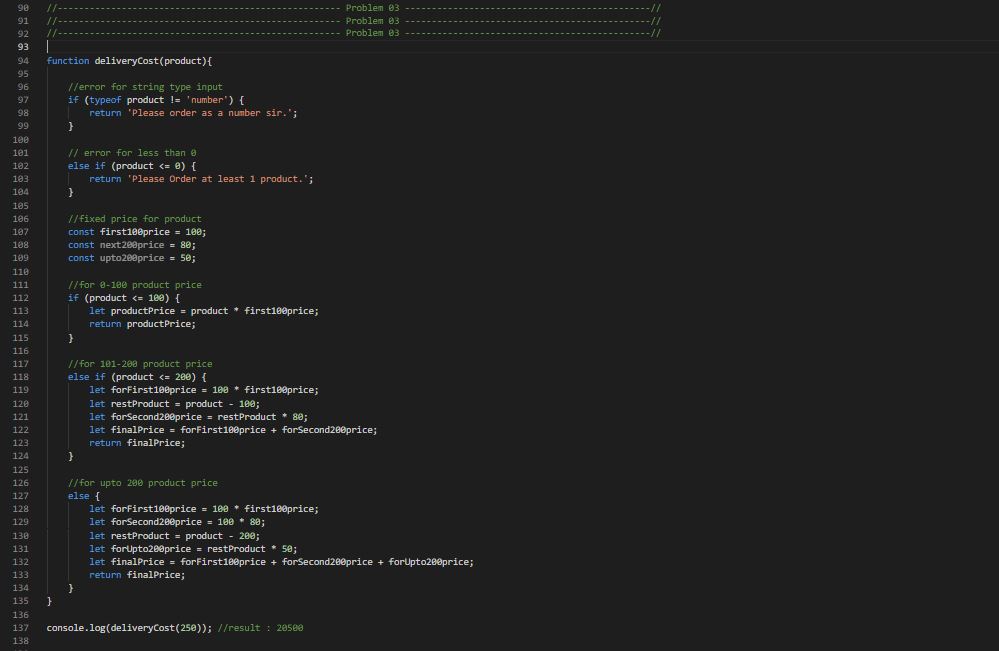 90 //----------------------------------------------------- Problem 03 ----------------------------------------------//
91 //----------------------------------------------------- Problem 03 ----------------------------------------------//
92 //----------------------------------------------------- Problem 03 ----------------------------------------------//
93
94 function deliveryCost(product){
95
96     //error for string type input
97     if (typeof product != 'number') {
98         return 'Please order as a number sir.';
99     }
100
101     // error for less than 0
102     else if (product <= 0) {
103         return 'Please Order at least 1 product.';
104     }
105
106     //fixed price for product
107     const first100price = 100;
108     const next200price = 80;
109     const upto200price = 50;
110
111     //for 0-100 product price
112     if (product <= 100) {
113         let productPrice = product * first100price;
114         return productPrice;
115     }
116
117     //for 101-200 product price
118     else if (product <= 200) {
119         let forFirst100price = 100 * first100price;
120         let restProduct = product - 100;
121         let forSecond200price = restProduct * 80;
122         let finalPrice = forFirst100price + forSecond200price;
123         return finalPrice;
124     }
125
126     //for upto 200 product price
127     else {
128         let forFirst100price = 100 * first100price;
129         let forSecond200price = 100 * 80;
130         let restProduct = product - 200;
131         let forUpto200price = restProduct * 50;
132         let finalPrice = forFirst100price + forSecond200price + forUpto200price;
133         return finalPrice;
134     }
135 }
136
137 console.log(deliveryCost(250)); //result : 20500
138